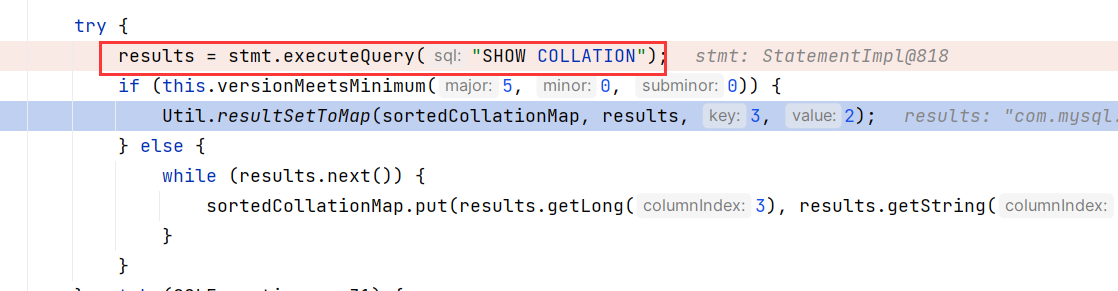 try {
results = stmt.executeQuery( sql: "SHOW COLLATION"); stmt: StatementImpl@818
if (this.versionMeetsMinimum( major: 5, minor: 0, subminor: 0)) {
Util.resultSetToMap(sortedCollationMap, results, key: 3, value: 2); results: "com.mysql.
} else {
while (results.next()) {
sortedCollationMap.put(results.getLong( columnIndex: 3), results.getString( columnIndex:
}
}